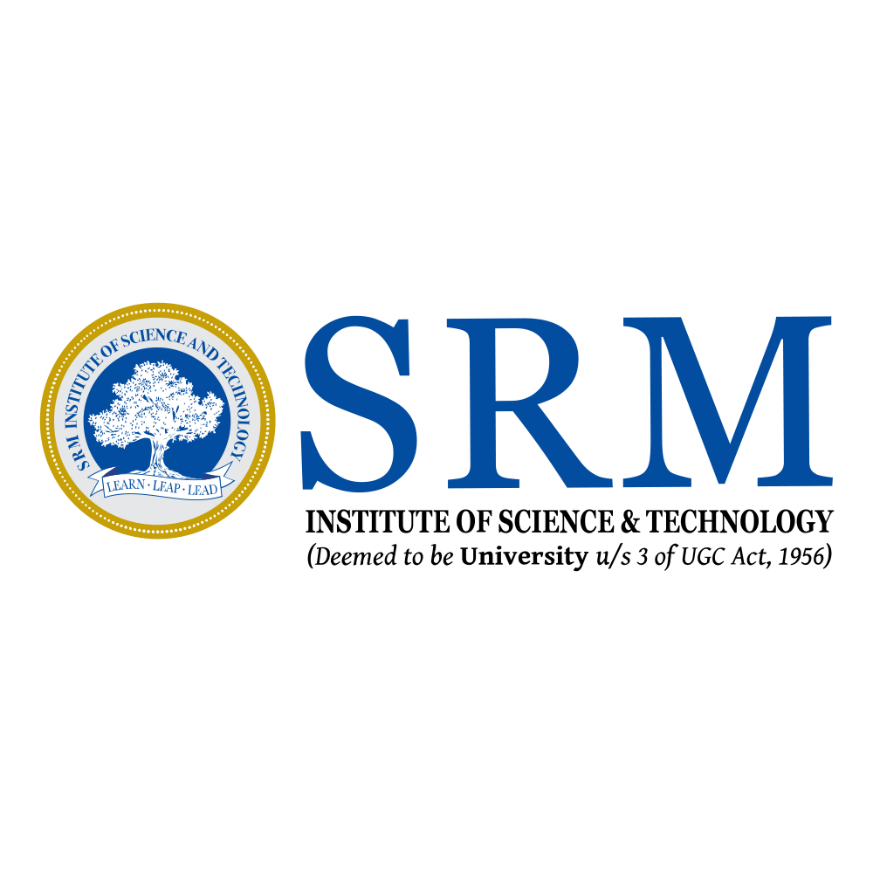 SRM INSTITUTE OF SCIENCE AND TECHNOLOGY
LEARN · LEAP · LEAD
SRM
INSTITUTE OF SCIENCE & TECHNOLOGY
(Deemed to be University u/s 3 of UGC Act, 1956)